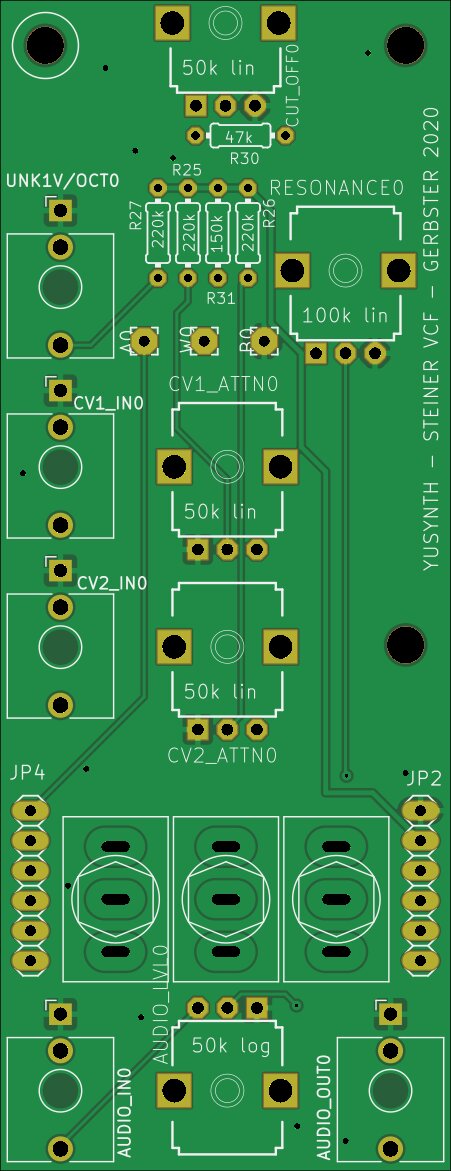 50k lin
CUT_OFF0
47k
R30
R25
UNK1V/OCT0
RESONANCE0
R27
220k
220k
150k
220k
R26
R31
100k lin
A0
W0
B0
CV1_ATTN0
CV1_IN0
50k lin
YUSYNTH – STEINER VCF – GERBSTER 2020
CV2_IN0
50k lin
CV2_ATTN0
JP4
JP2
AUDIO_LVL0
50k log
AUDIO_IN0
AUDIO_OUT0